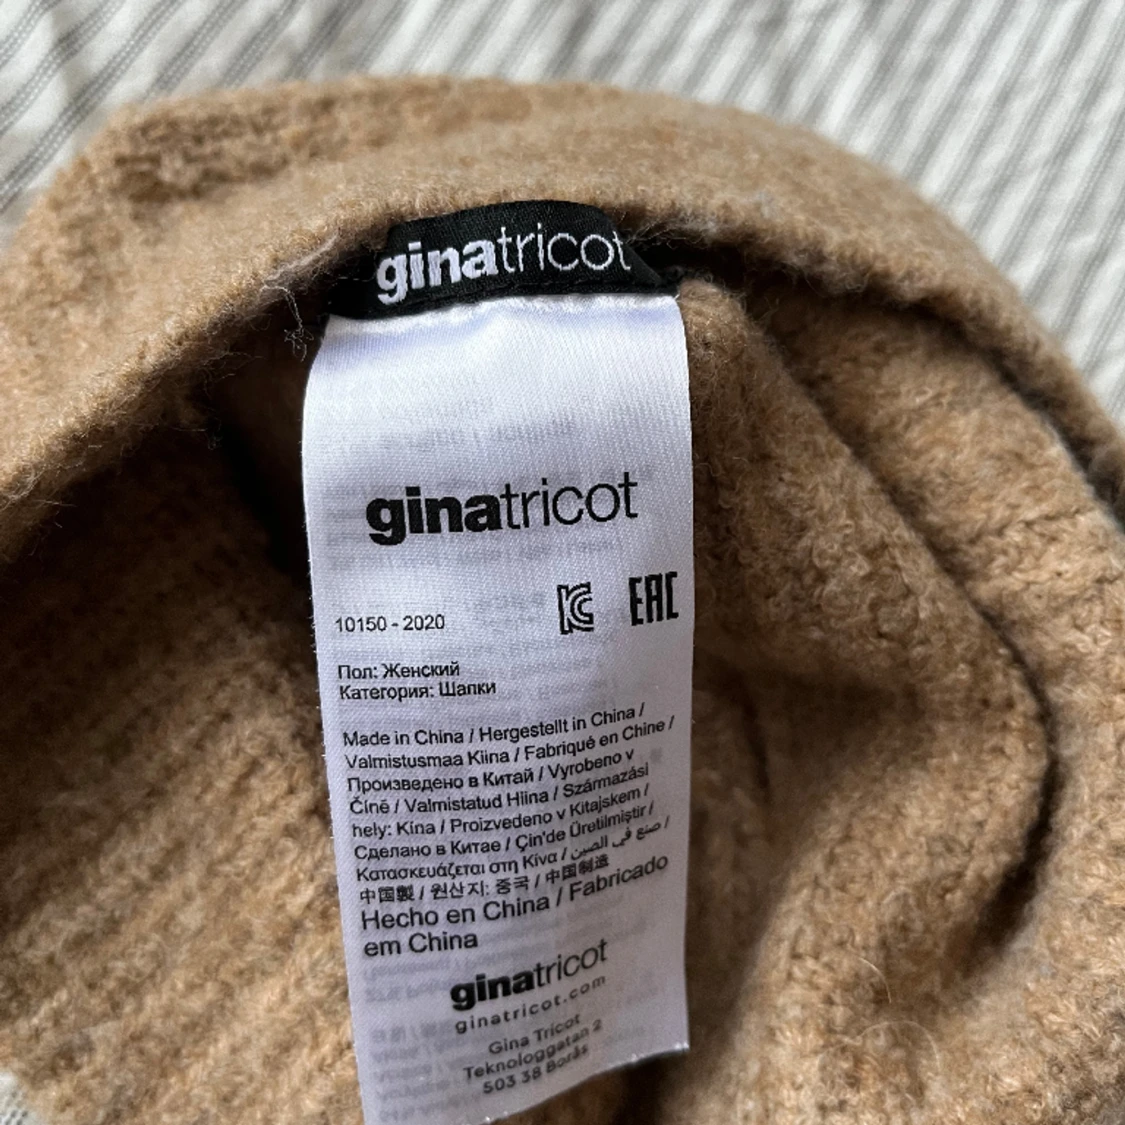 ginatricot
ginatricot
10150 - 2020
EAC
Пол: Женский
Категория: Шапки
Made in China / Hergestellt in China /
Valmistusmaa Kiina / Fabriqué en Chine /
Произведено в Китай / Vyrobeno v
Číně / Valmistatud Hiina / Származási
hely: Kína / Proizvedeno v Kitajskem /
Сделано в Китае / Çin'de Üretilmiştir /
Κατασκευάζεται στη Κίνα / صنع في الصين /
中国製 / 원산지: 중국 / 中国制造
Hecho en China / Fabricado
em China
ginatricot
ginatricot.com
Gina Tricot
Teknologgatan 2
503 38 Borås